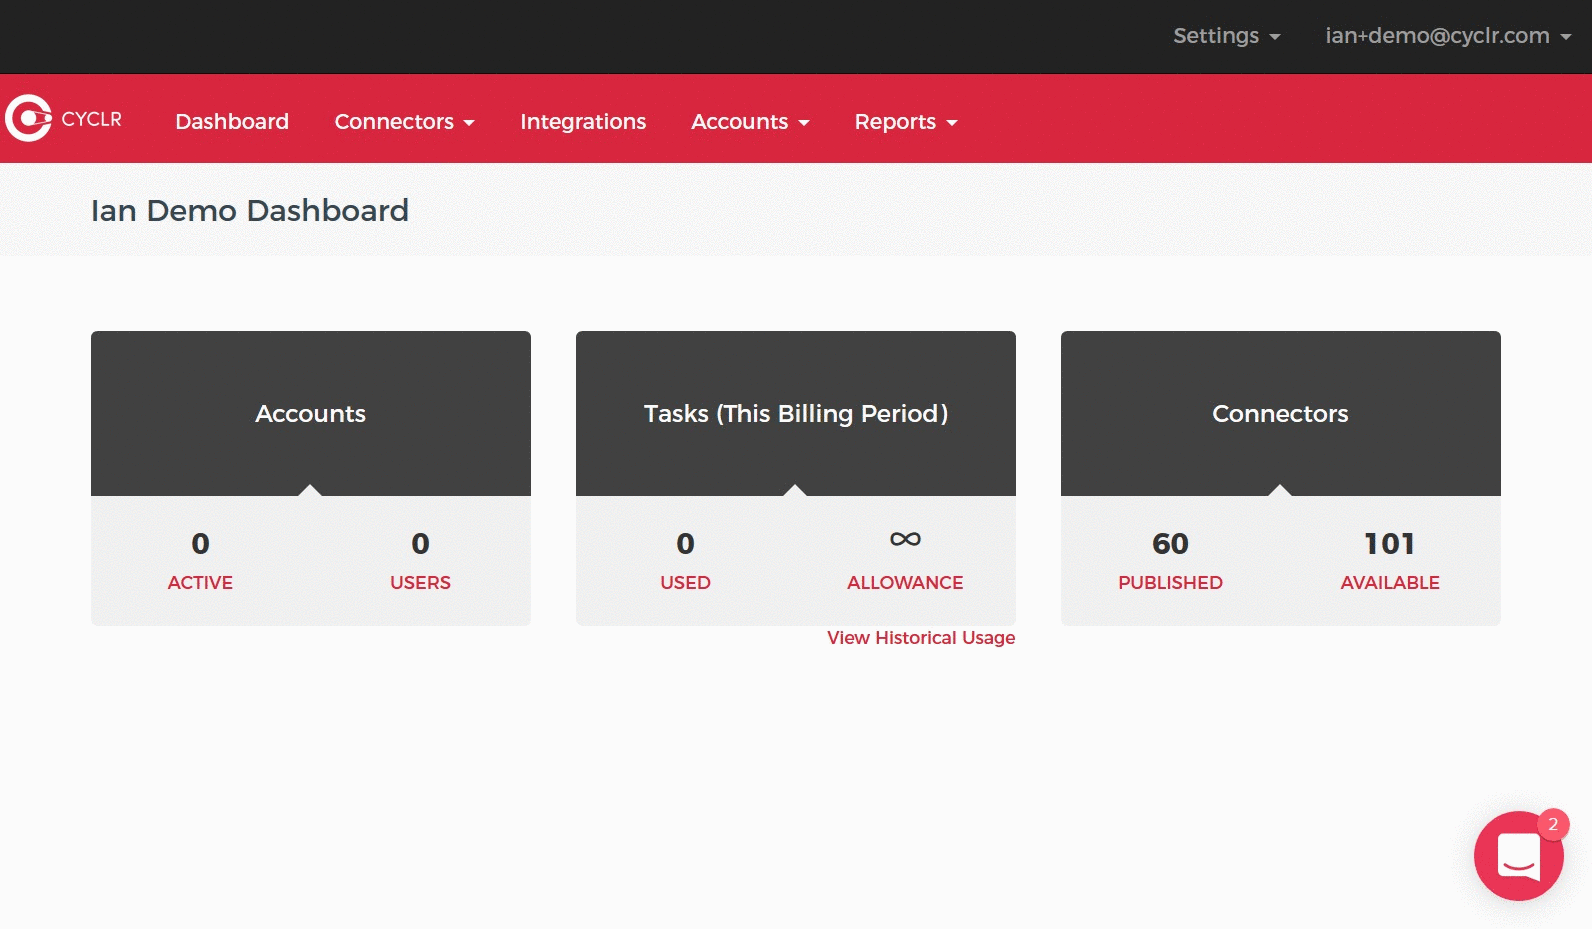 Settings ian+demo@cyclr.com
CYCLR Dashboard Connectors Integrations Accounts Reports
Ian Demo Dashboard
Accounts
0 0
ACTIVE USERS
Tasks (This Billing Period)
0 ∞
USED ALLOWANCE
View Historical Usage
Connectors
60 101
PUBLISHED AVAILABLE
2